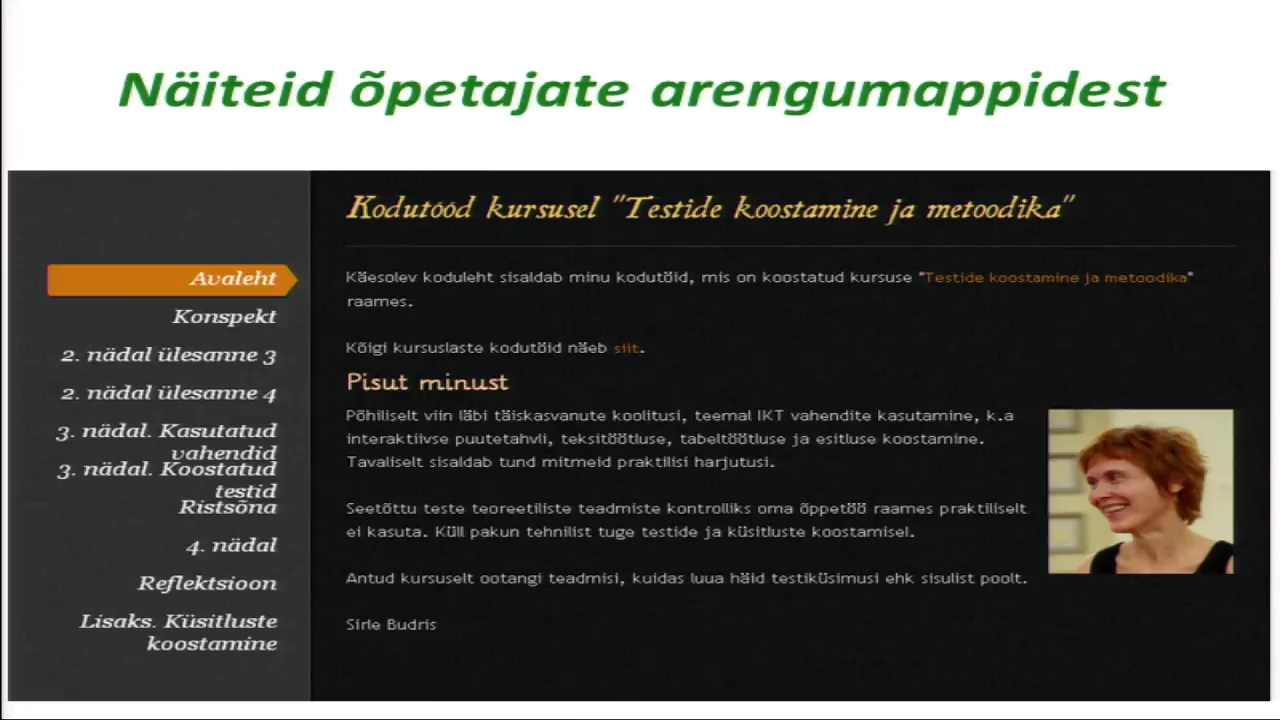 Näiteid õpetajate arengumappidest
Kodutööd kursusel "Testide koostamine ja metoodika"
Avaleht
Konspekt
2. nädal ülesanne 3
2. nädal ülesanne 4
3. nädal. Kasutatud
vahendid
3. nädal. Koostatud
testid
Ristsõna
4. nädal
Reflektsioon
Lisaks. Küsitluste
koostamine
Käesolev koduleht sisaldab minu kodutöid, mis on koostatud kursuse "Testide koostamine ja metoodika"
raames.
Kõigi kursuslaste kodutöid näeb siit.
Pisut minust
Põhiliselt viin läbi täiskasvanute koolitusi, teemal IKT vahendite kasutamine, k.a
interaktiivse puutetahvli, teksitöötluse, tabeltöötluse ja esitluse koostamine.
Tavaliselt sisaldab tund mitmeid praktilisi harjutusi.
Seetõttu teste teoreetiliste teadmiste kontrolliks oma õppetöö raames praktiliselt
ei kasuta. Küll pakun tehnilist tuge testide ja küsitluste koostamisel.
Antud kursuselt ootangi teadmisi, kuidas luua häid testiküsimusi ehk sisulist poolt.
Sirle Budris